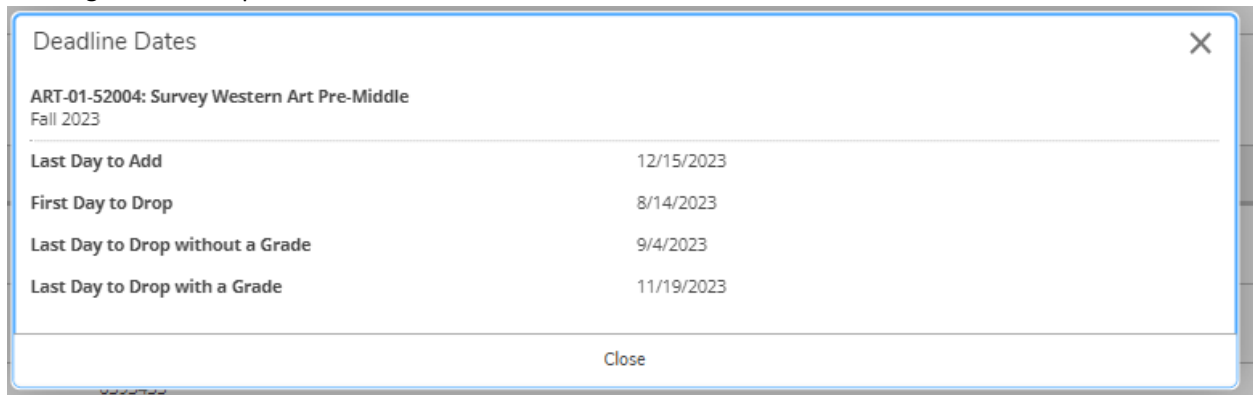 Deadline Dates
ART-01-52004: Survey Western Art Pre-Middle
Fall 2023
Last Day to Add 12/15/2023
First Day to Drop 8/14/2023
Last Day to Drop without a Grade 9/4/2023
Last Day to Drop with a Grade 11/19/2023
Close